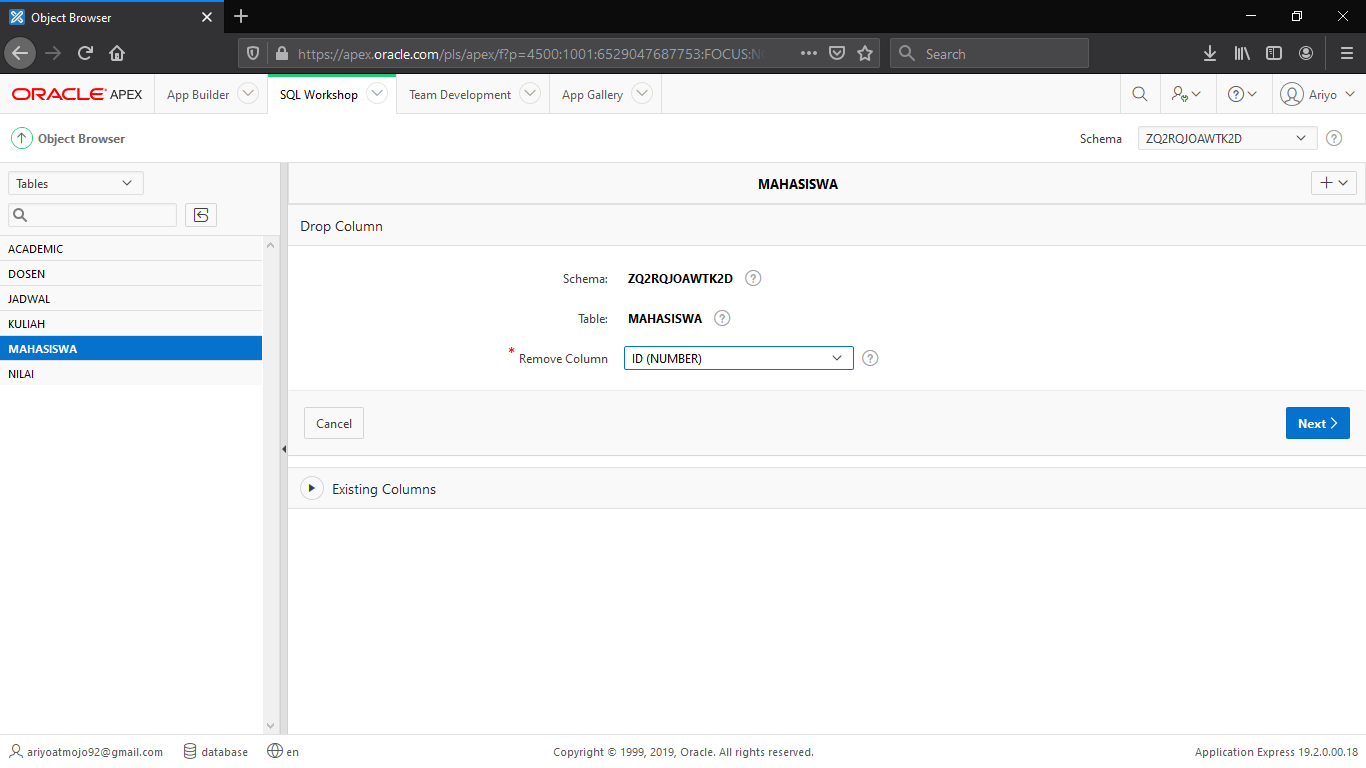 Object Browser
https://apex.oracle.com/pls/apex/f?p=4500:1001:6529047687753:FOCUS:N
Search
ORACLE APEX
App Builder
SQL Workshop
Team Development
App Gallery
Ariyo
Object Browser
Schema
ZQ2RQJOAWTK2D
Tables
MAHASISWA
ACADEMIC
DOSEN
JADWAL
KULIAH
MAHASISWA
NILAI
Drop Column
Schema: ZQ2RQJOAWTK2D
Table: MAHASISWA
* Remove Column ID (NUMBER)
Cancel
Next
Existing Columns
ariyoatmojo92@gmail.com database en
Copyright © 1999, 2019, Oracle. All rights reserved.
Application Express 19.2.0.00.18